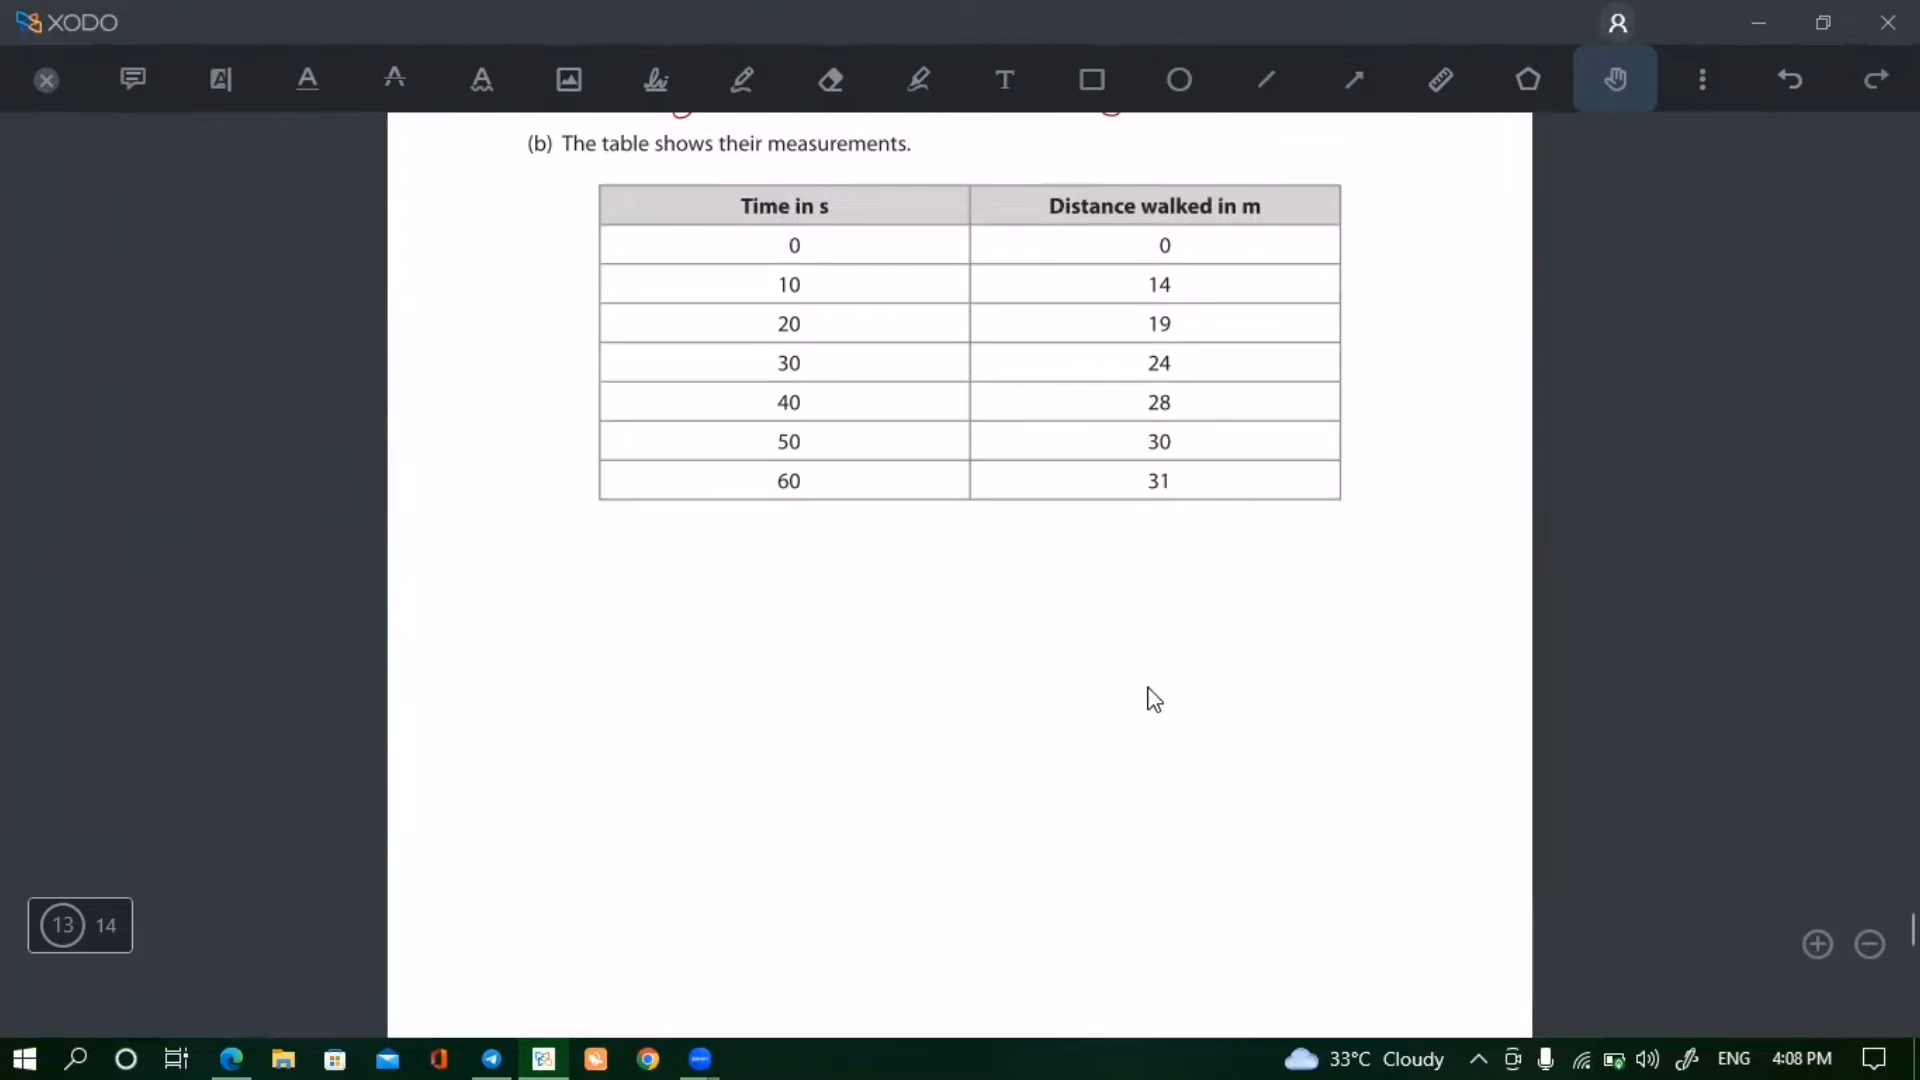 XODO
(b) The table shows their measurements.
Time in s Distance walked in m
0 0
10 14
20 19
30 24
40 28
50 30
60 31
13 14
33°C Cloudy ENG 4:08 PM